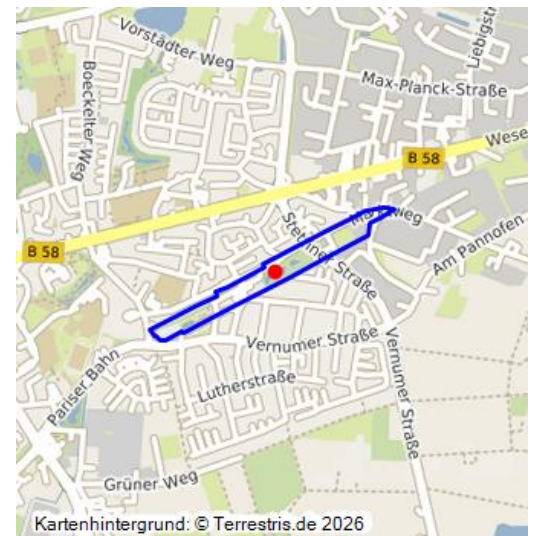 Vorstädter Weg
Liebigst
Boeckelter Weg
Max-Planck-Straße
B 58
Wese
Stettiner Straße
Am Pannofen
B 58
Vernumer Straße
Pariser Bahn
Lutherstraße
Vernumer Straße
Grüner Weg
Kartenhintergrund: © Terrestris.de 2026